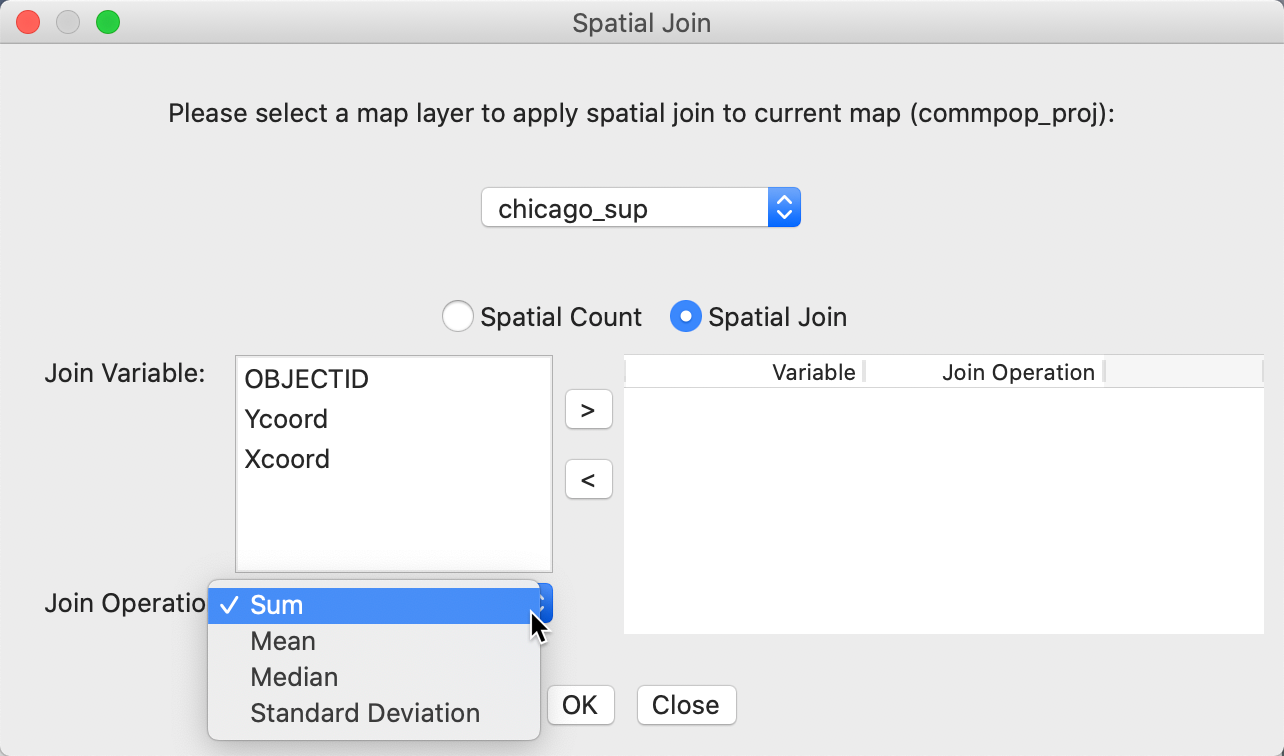 Spatial Join
Please select a map layer to apply spatial join to current map (commpop_proj):
chicago_sup
Spatial Count Spatial Join
Join Variable:
OBJECTID
Ycoord
Xcoord
>
<
Variable Join Operation
Join Operatio
✓ Sum
Mean
Median
Standard Deviation
OK Close